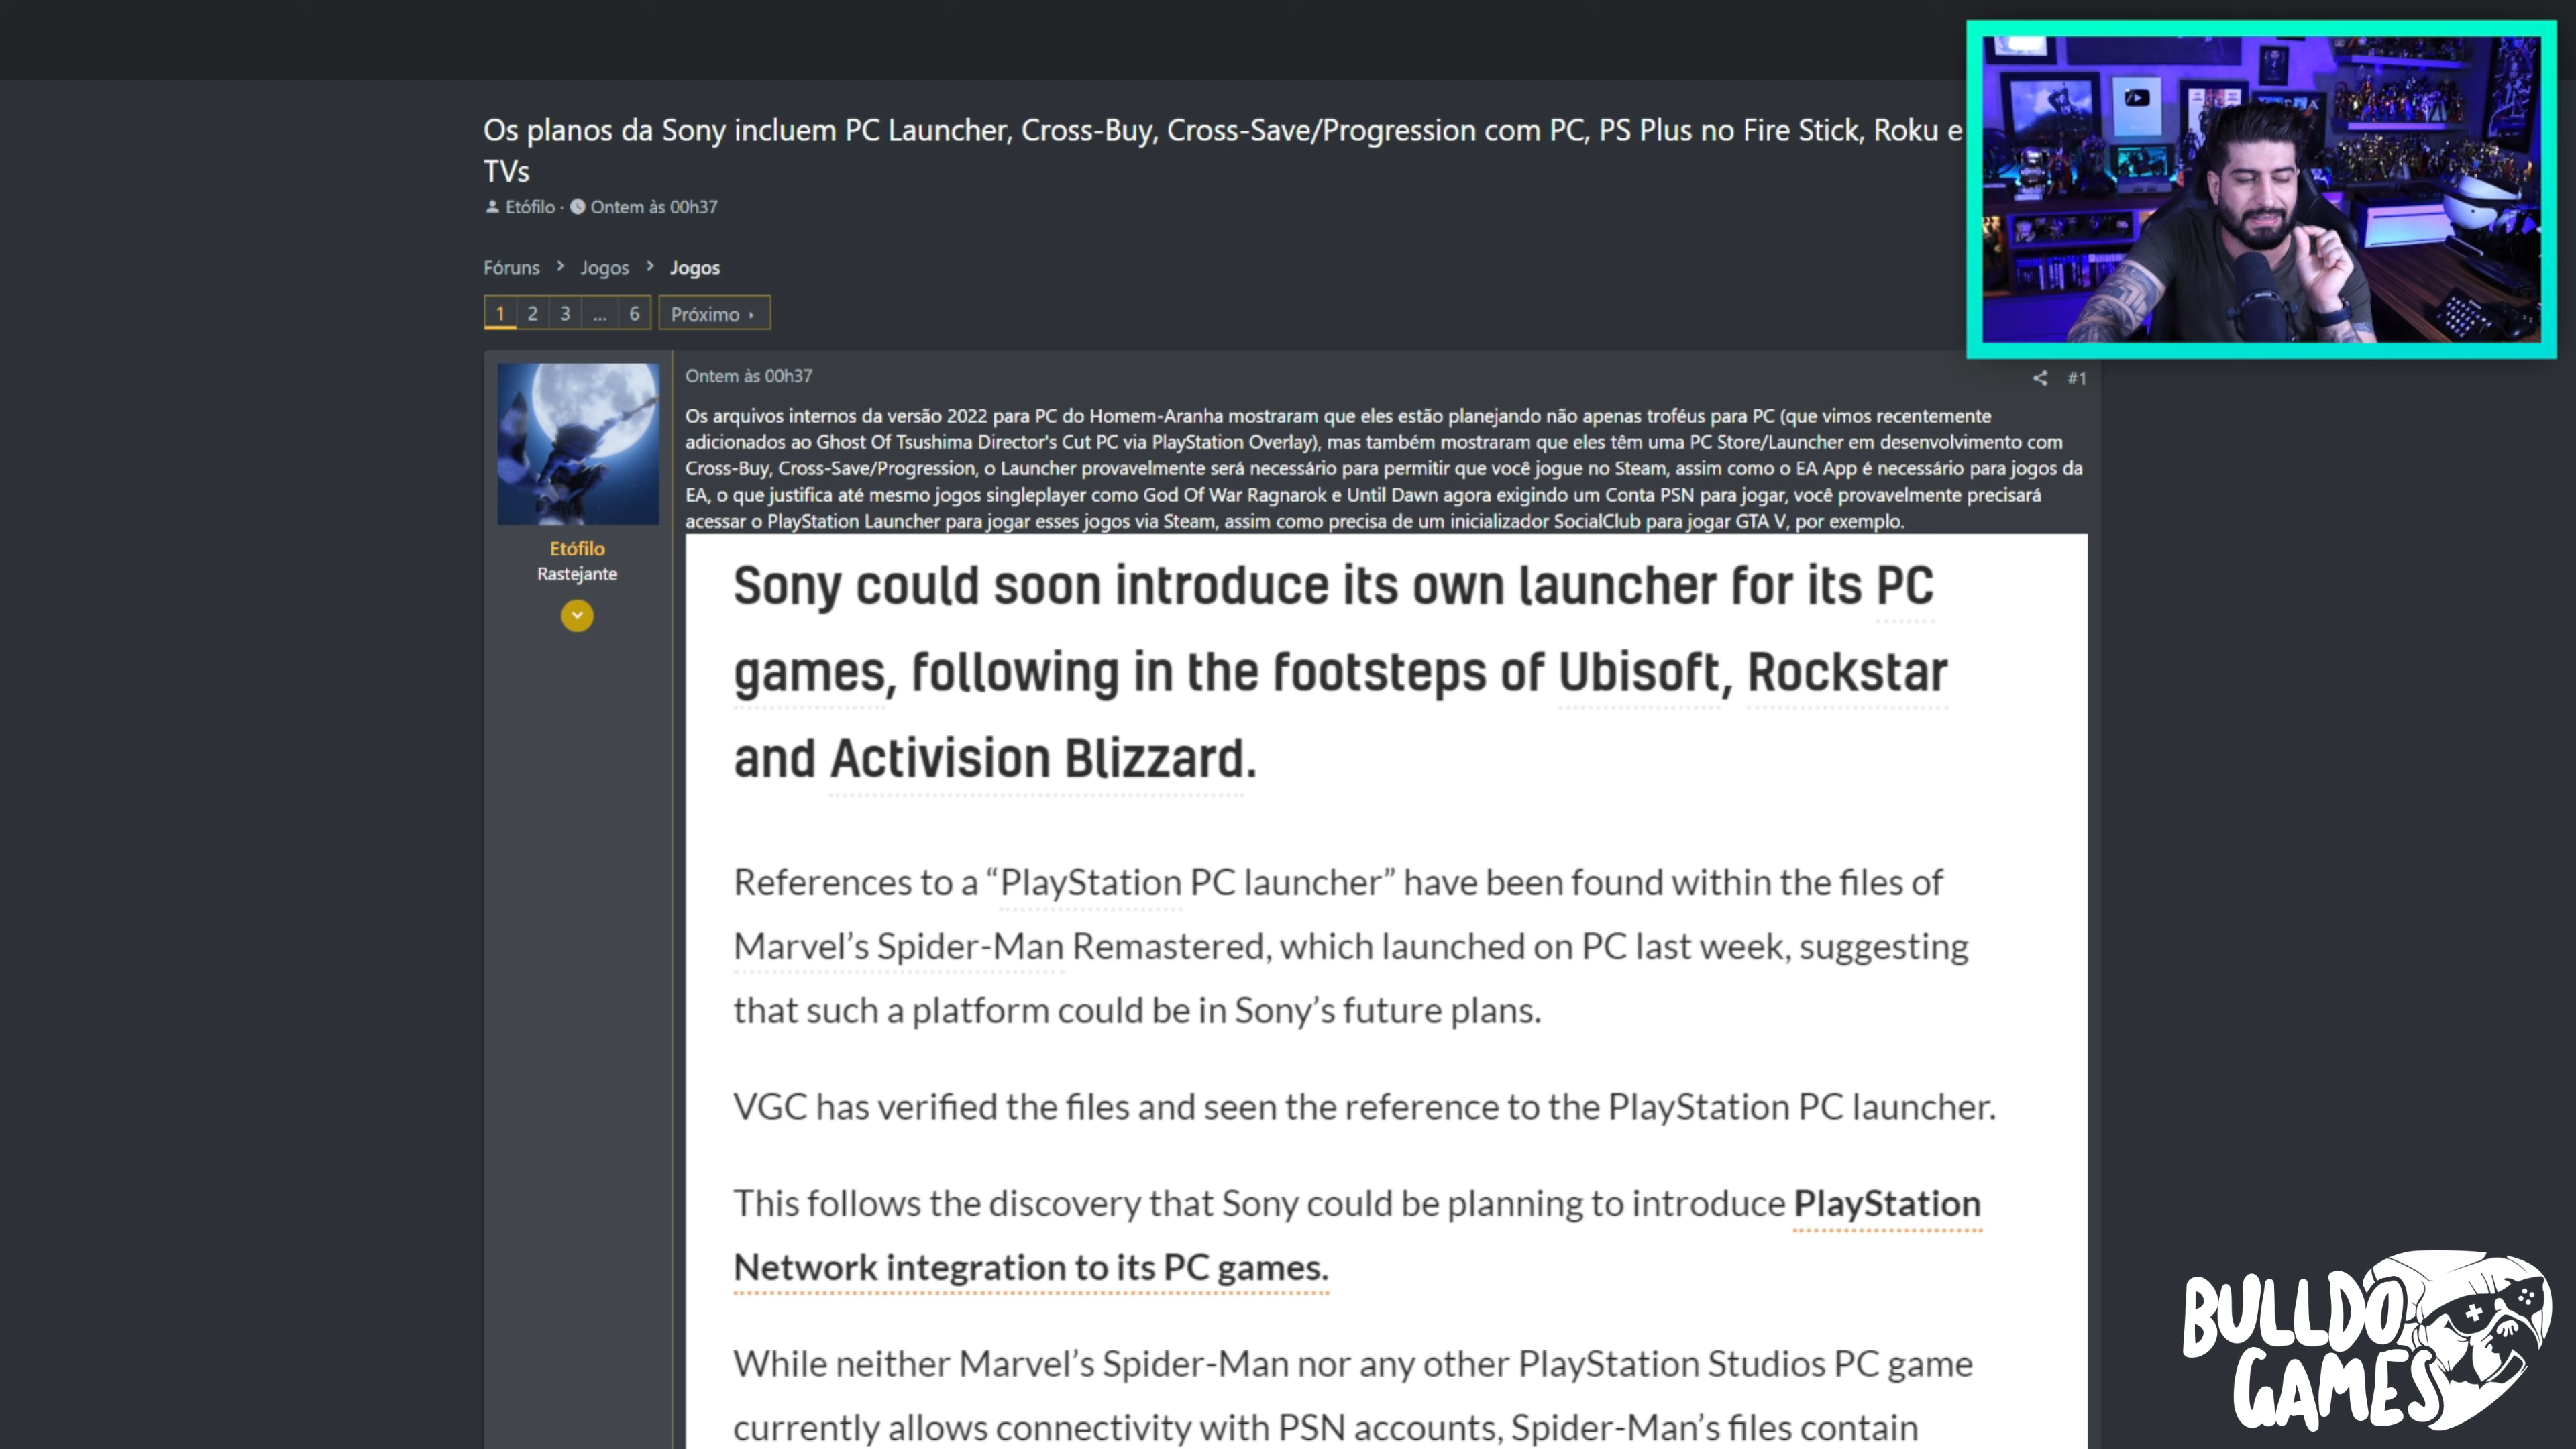 Os planos da Sony incluem PC Launcher, Cross-Buy, Cross-Save/Progression com PC, PS Plus no Fire Stick, Roku e
TVs
Etófilo · Ontem às 00h37
Fóruns > Jogos > Jogos
1 2 3 ... 6 Próximo
Ontem às 00h37
#1
Os arquivos internos da versão 2022 para PC do Homem-Aranha mostraram que eles estão planejando não apenas troféus para PC (que vimos recentemente
adicionados ao Ghost Of Tsushima Director's Cut PC via PlayStation Overlay), mas também mostraram que eles têm uma PC Store/Launcher em desenvolvimento com
Cross-Buy, Cross-Save/Progression, o Launcher provavelmente será necessário para permitir que você jogue no Steam, assim como o EA App é necessário para jogos da
EA, o que justifica até mesmo jogos singleplayer como God Of War Ragnarok e Until Dawn agora exigindo um Conta PSN para jogar, você provavelmente precisará
acessar o PlayStation Launcher para jogar esses jogos via Steam, assim como precisa de um inicializador SocialClub para jogar GTA V, por exemplo.
Etófilo
Rastejante
Sony could soon introduce its own launcher for its PC
games, following in the footsteps of Ubisoft, Rockstar
and Activision Blizzard.
References to a “PlayStation PC launcher” have been found within the files of
Marvel’s Spider-Man Remastered, which launched on PC last week, suggesting
that such a platform could be in Sony’s future plans.
VGC has verified the files and seen the reference to the PlayStation PC launcher.
This follows the discovery that Sony could be planning to introduce PlayStation
Network integration to its PC games.
While neither Marvel’s Spider-Man nor any other PlayStation Studios PC game
currently allows connectivity with PSN accounts, Spider-Man’s files contain
BULLDOG
GAMES